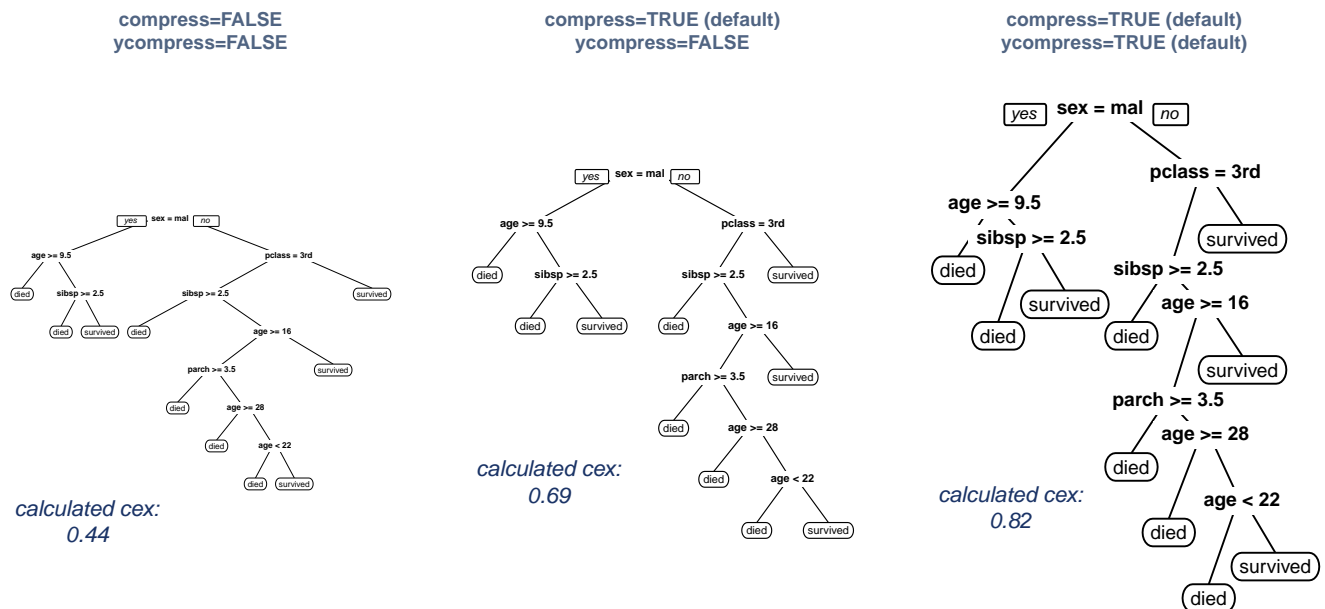 compress=FALSE
ycompress=FALSE
yes
sex = mal
no
age >= 9.5
pclass = 3rd
died
sibsp >= 2.5
sibsp >= 2.5
survived
died
survived
died
age >= 16
parch >= 3.5
survived
died
age >= 28
died
age < 22
died
survived
calculated cex:
0.44
compress=TRUE (default)
ycompress=FALSE
yes
sex = mal
no
age >= 9.5
pclass = 3rd
died
sibsp >= 2.5
sibsp >= 2.5
survived
died
survived
died
age >= 16
parch >= 3.5
survived
died
age >= 28
died
age < 22
died
survived
calculated cex:
0.69
compress=TRUE (default)
ycompress=TRUE (default)
yes
sex = mal
no
pclass = 3rd
age >= 9.5
sibsp >= 2.5
survived
died
sibsp >= 2.5
survived
age >= 16
died
died
survived
parch >= 3.5
age >= 28
died
age < 22
died
survived
died
calculated cex:
0.82